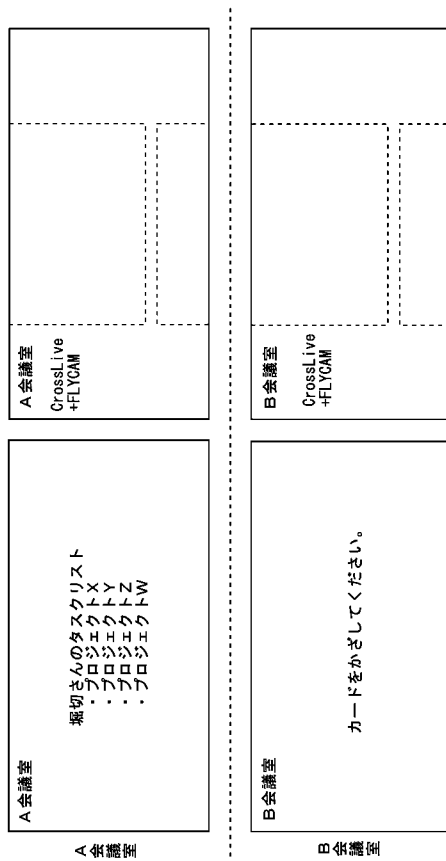 A会議室
A会議室
堀切さんのタスクリスト
・プロジェクトX
・プロジェクトY
・プロジェクトZ
・プロジェクトW
A会議室
CrossLive
+FLYCAM
B会議室
B会議室
カードをかざしてください。
B会議室
CrossLive
+FLYCAM